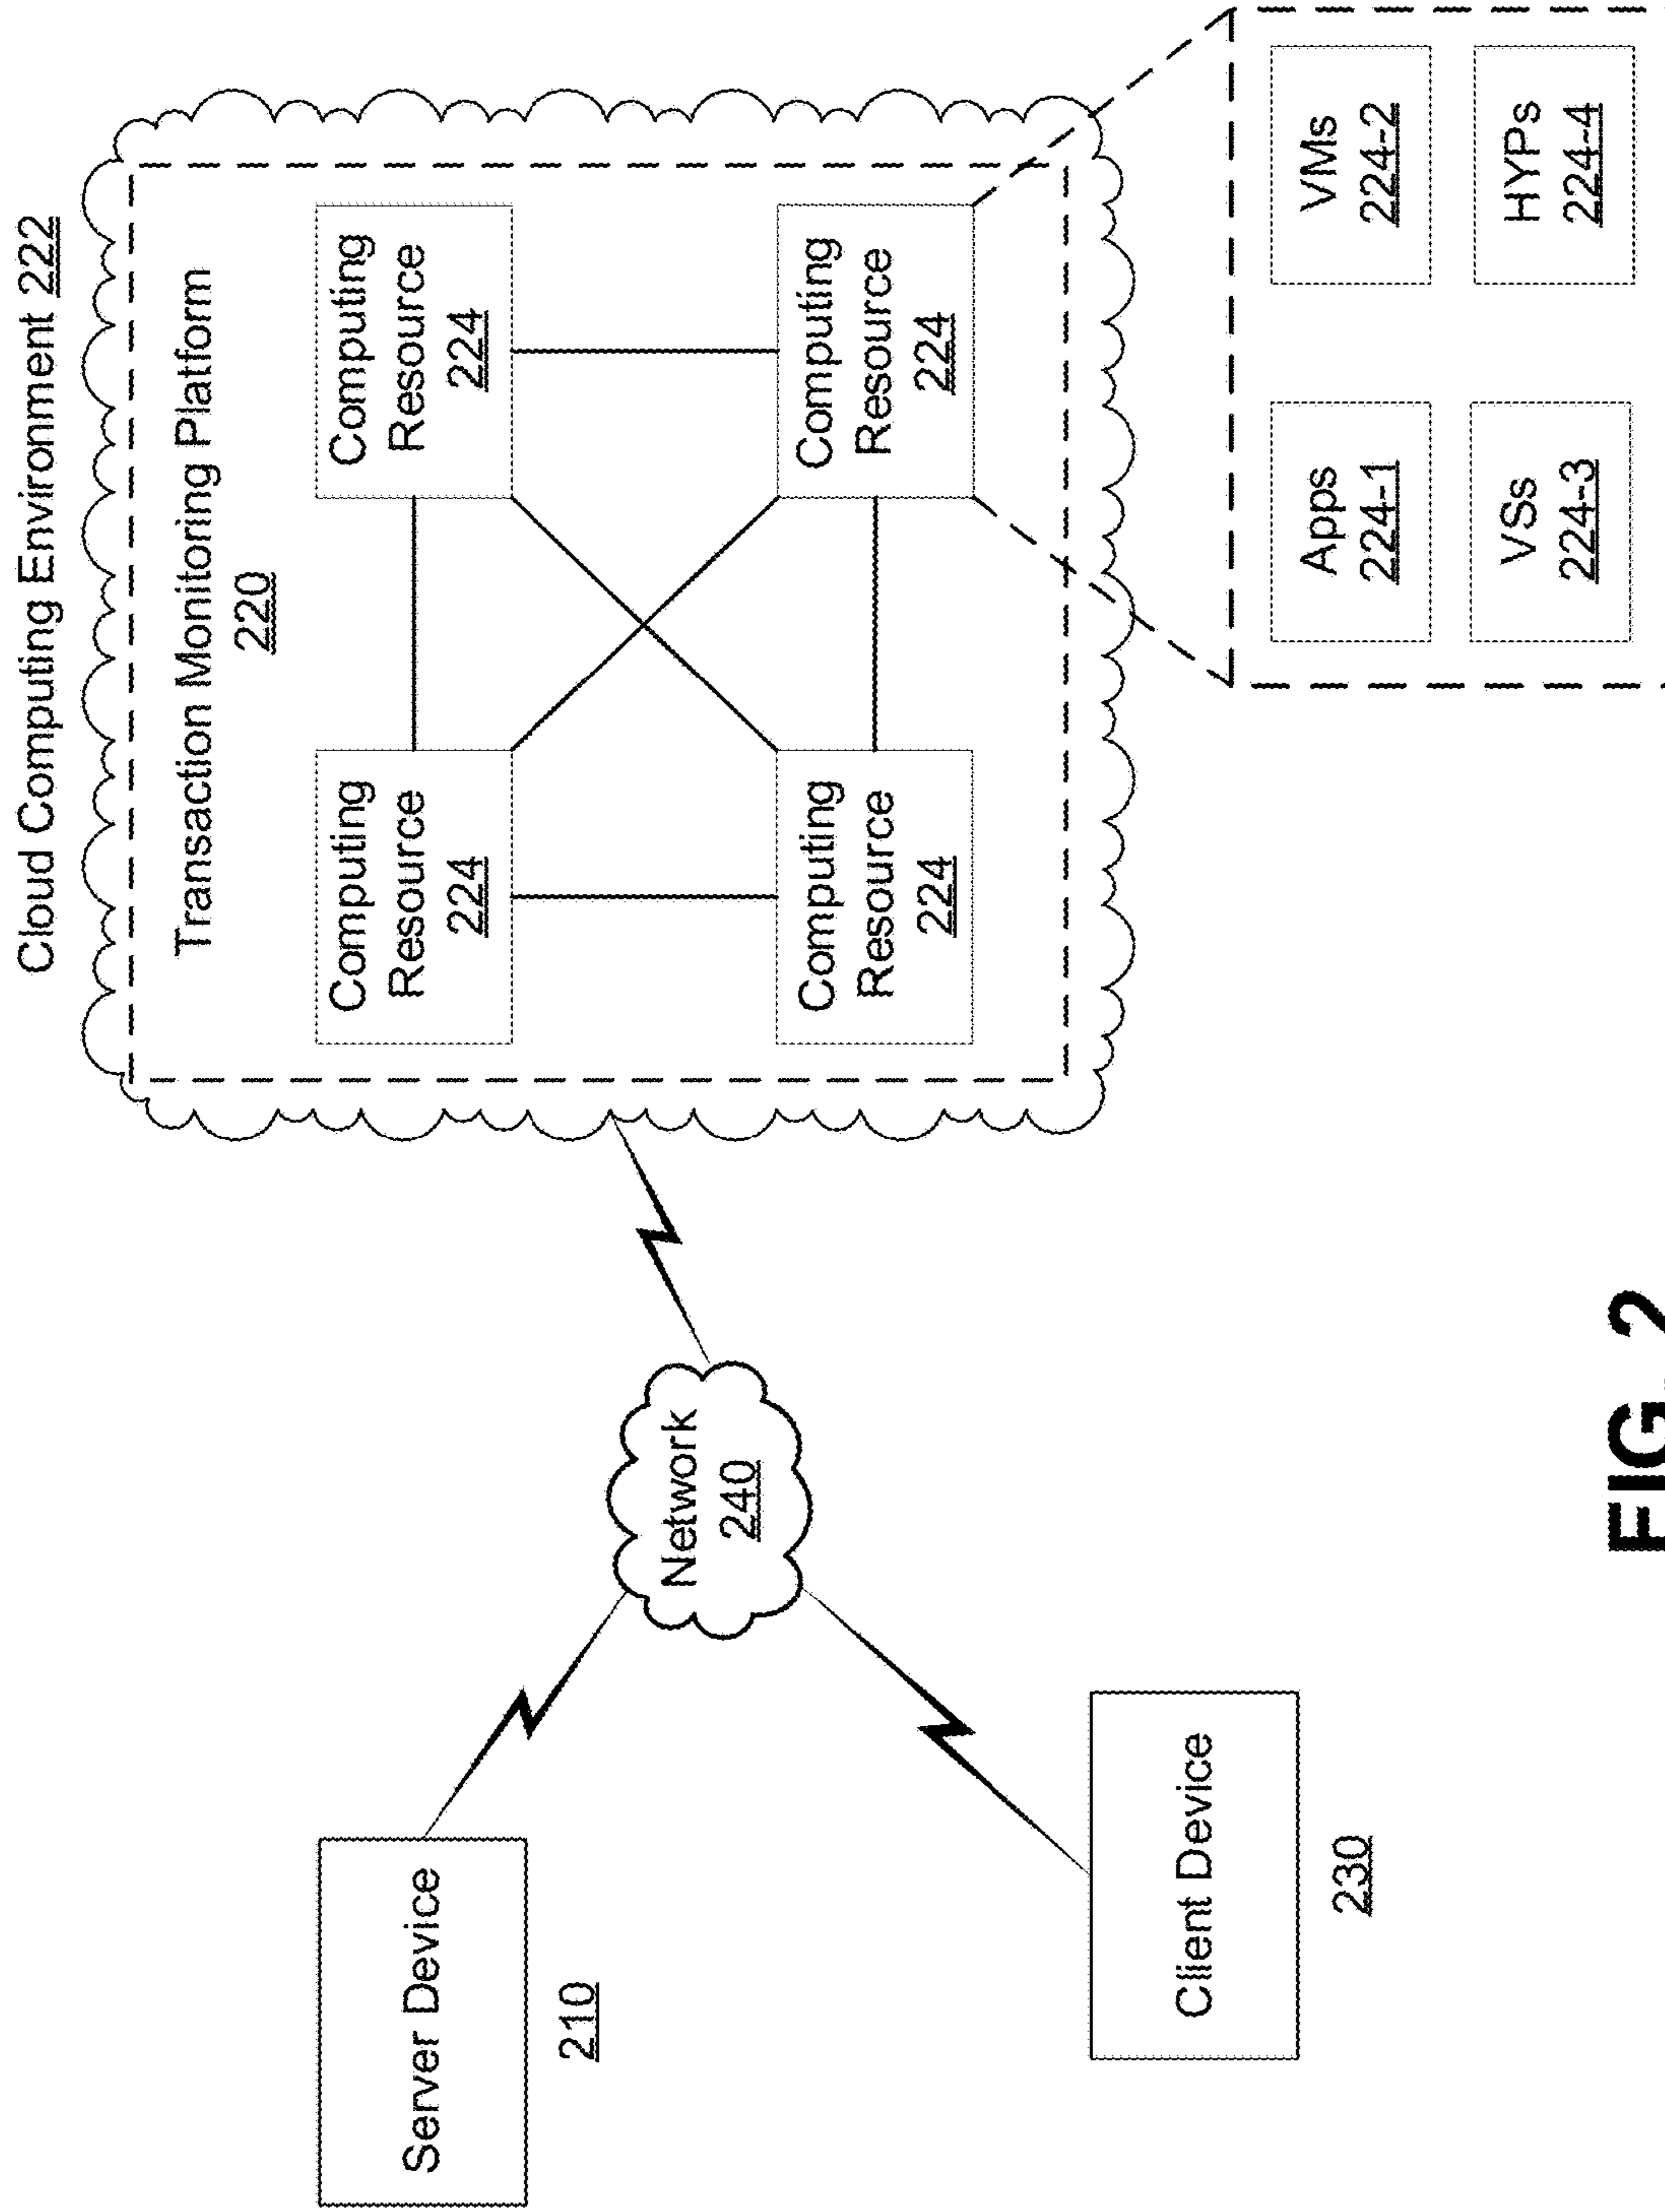 Cloud Computing Environment 222
Transaction Monitoring Platform
220
Computing
Resource
224
Computing
Resource
224
Computing
Resource
224
Computing
Resource
224
Server Device
210
Network
240
Client Device
230
Apps
224-1
VMs
224-2
VSs
224-3
HYPs
224-4
FIG. 2